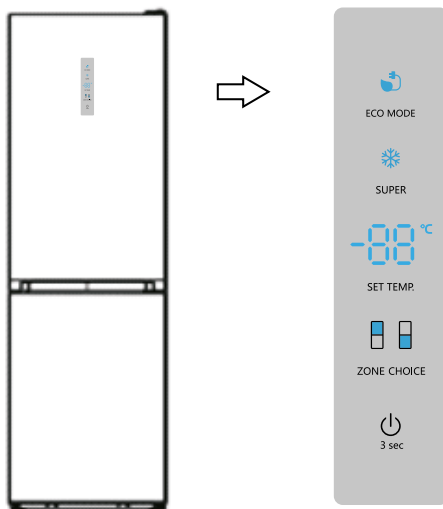 ECO MODE
SUPER
-88 °C
SET TEMP.
ZONE CHOICE
3 sec